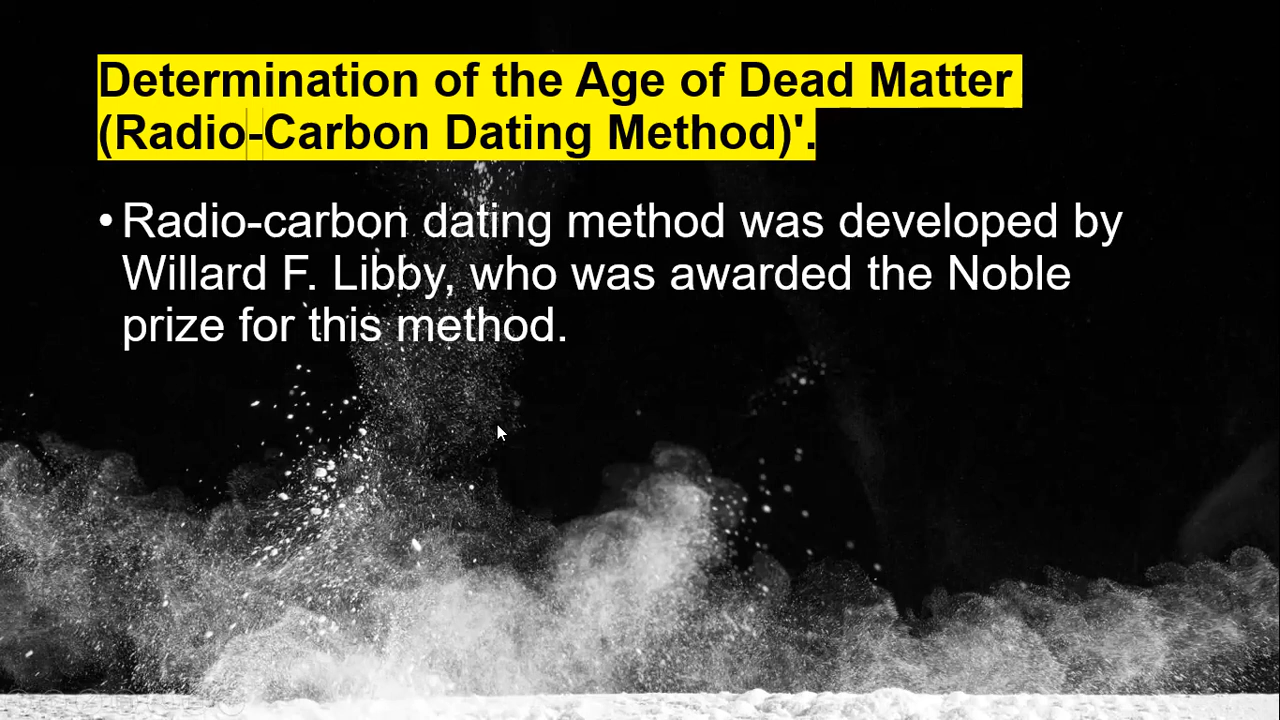 Determination of the Age of Dead Matter
(Radio-Carbon Dating Method)'.
• Radio-carbon dating method was developed by
Willard F. Libby, who was awarded the Noble
prize for this method.